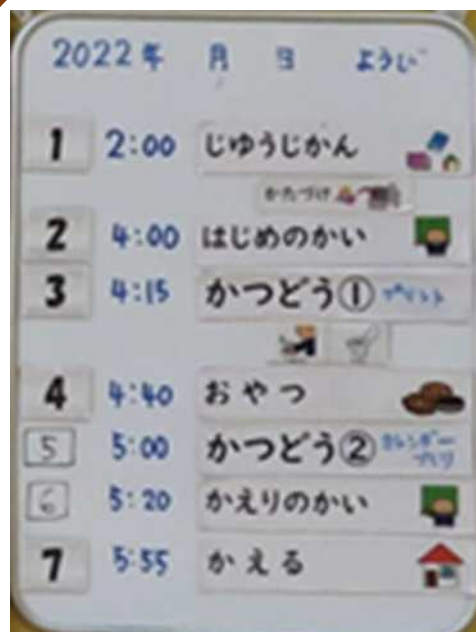 2022年 月 日 ようび
1 2:00 じゆうじかん
かたづけ
2 4:00 はじめのかい
3 4:15 かつどう① プリント
4 4:40 おやつ
5 5:00 かつどう② カレンダー
づくり
6 5:20 かえりのかい
7 5:55 かえる